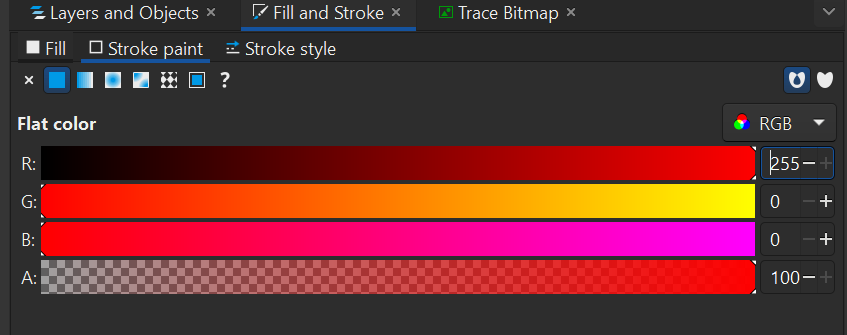 Layers and Objects × Fill and Stroke × Trace Bitmap ×
Fill Stroke paint Stroke style
× ?
Flat color RGB
R: 255 − +
G: 0 − +
B: 0 − +
A: 100 − +